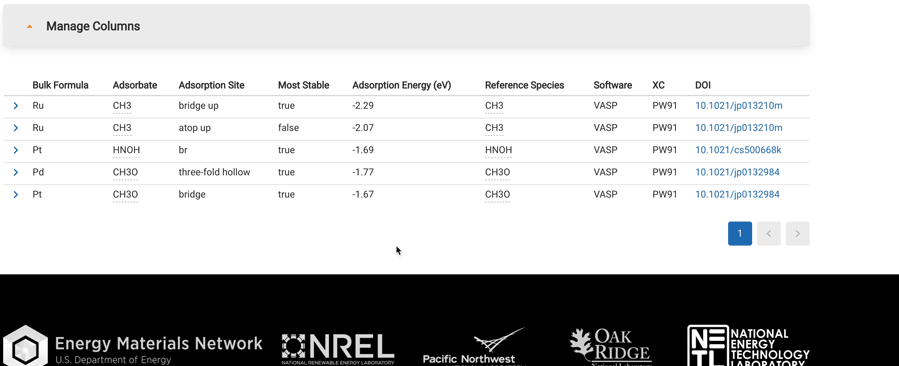 Manage Columns
Bulk Formula Adsorbate Adsorption Site Most Stable Adsorption Energy (eV) Reference Species Software XC DOI
Ru CH3 bridge up true -2.29 CH3 VASP PW91 10.1021/jp013210m
Ru CH3 atop up false -2.07 CH3 VASP PW91 10.1021/jp013210m
Pt HNOH br true -1.69 HNOH VASP PW91 10.1021/cs500668k
Pd CH3O three-fold hollow true -1.77 CH3O VASP PW91 10.1021/jp0132984
Pt CH3O bridge true -1.67 CH3O VASP PW91 10.1021/jp0132984
1 < >
Energy Materials Network
U.S. Department of Energy
NREL
NATIONAL RENEWABLE ENERGY LABORATORY
Pacific Northwest
OAK
RIDGE
National Laboratory
NE
TL
NATIONAL
ENERGY
TECHNOLOGY
LABORATORY